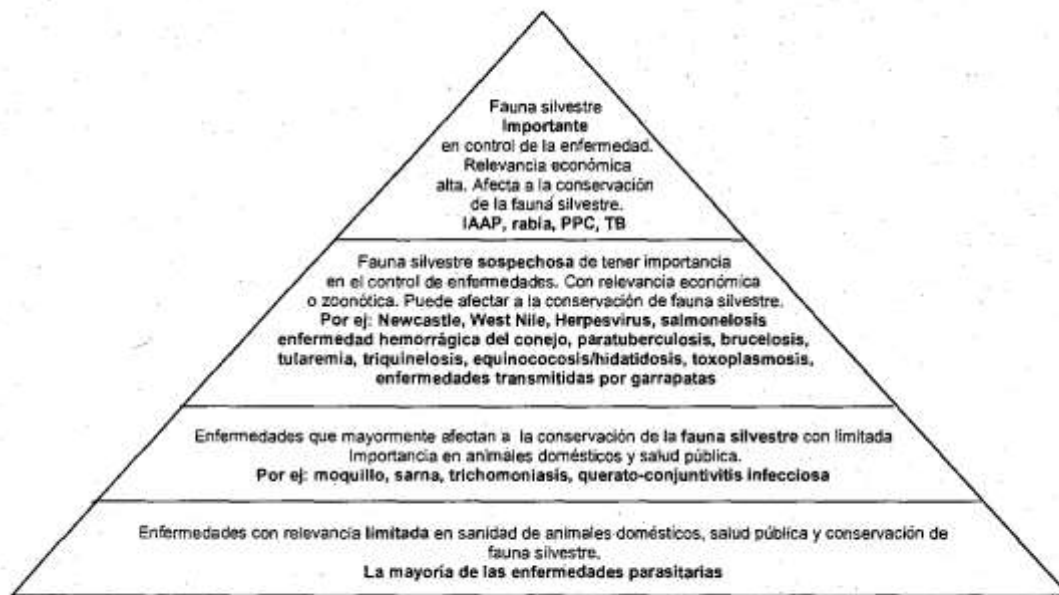 Fauna silvestre
Importante
en control de la enfermedad.
Relevancia económica
alta. Afecta a la conservación
de la fauna silvestre.
IAAP, rabia, PPC, TB
Fauna silvestre sospechosa de tener importancia
en el control de enfermedades. Con relevancia económica
o zoonótica. Puede afectar a la conservación de fauna silvestre.
Por ej: Newcastle, West Nile, Herpesvirus, salmonelosis
enfermedad hemorrágica del conejo, paratuberculosis, brucelosis,
tularemia, triquinelosis, equinococosis/hidatidosis, toxoplasmosis,
enfermedades transmitidas por garrapatas
Enfermedades que mayormente afectan a la conservación de la fauna silvestre con limitada
Importancia en animales domésticos y salud pública.
Por ej: moquillo, sarna, trichomoniasis, querato-conjuntivitis infecciosa
Enfermedades con relevancia limitada en sanidad de animales domésticos, salud pública y conservación de
fauna silvestre.
La mayoría de las enfermedades parasitarias